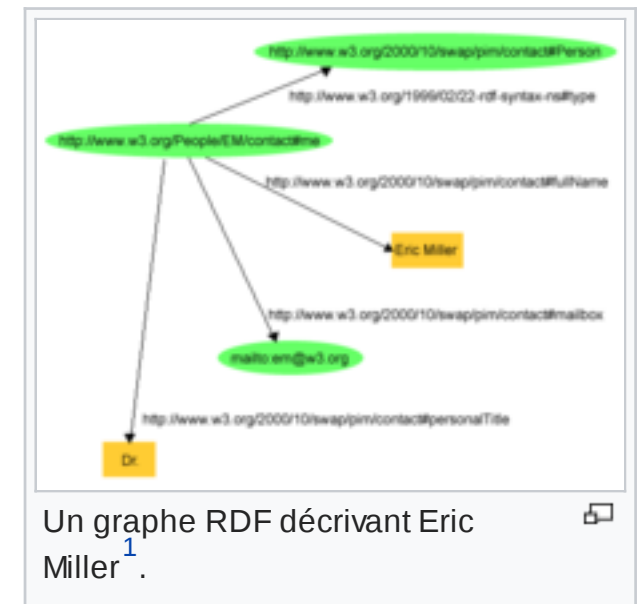 http://www.w3.org/2000/10/swap/pim/contact#Person
http://www.w3.org/1999/02/22-rdf-syntax-ns#type
http://www.w3.org/People/EM/contact#me
http://www.w3.org/2000/10/swap/pim/contact#fullName
Eric Miller
http://www.w3.org/2000/10/swap/pim/contact#mailbox
mailto:em@w3.org
http://www.w3.org/2000/10/swap/pim/contact#personalTitle
Dr.
Un graphe RDF décrivant Eric
Miller 1.